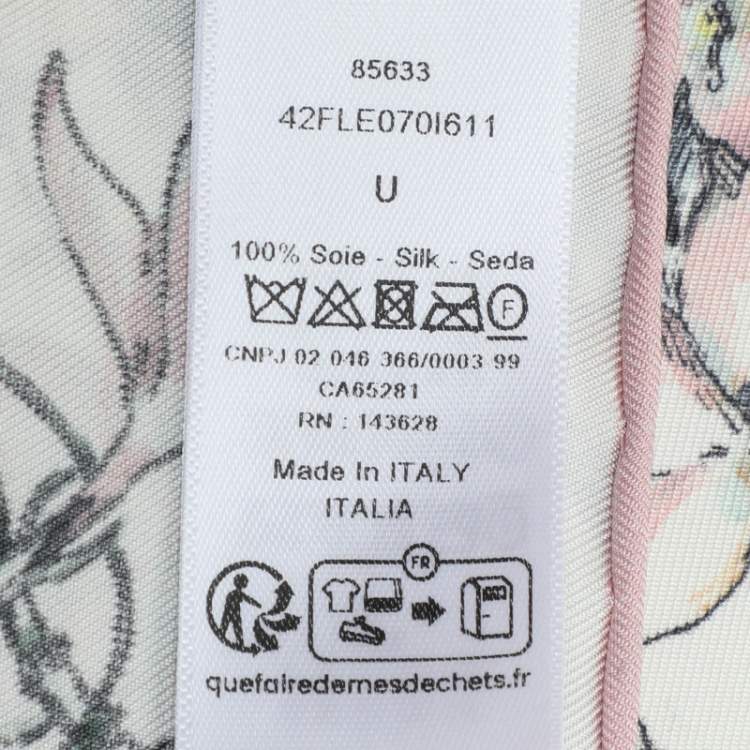 85633
42FLE070I611
U
100% Soie - Silk - Seda
F
CNPJ 02 046 366/0003 99
CA65281
RN : 143628
Made In ITALY
ITALIA
FR
quefairedemesdechets.fr